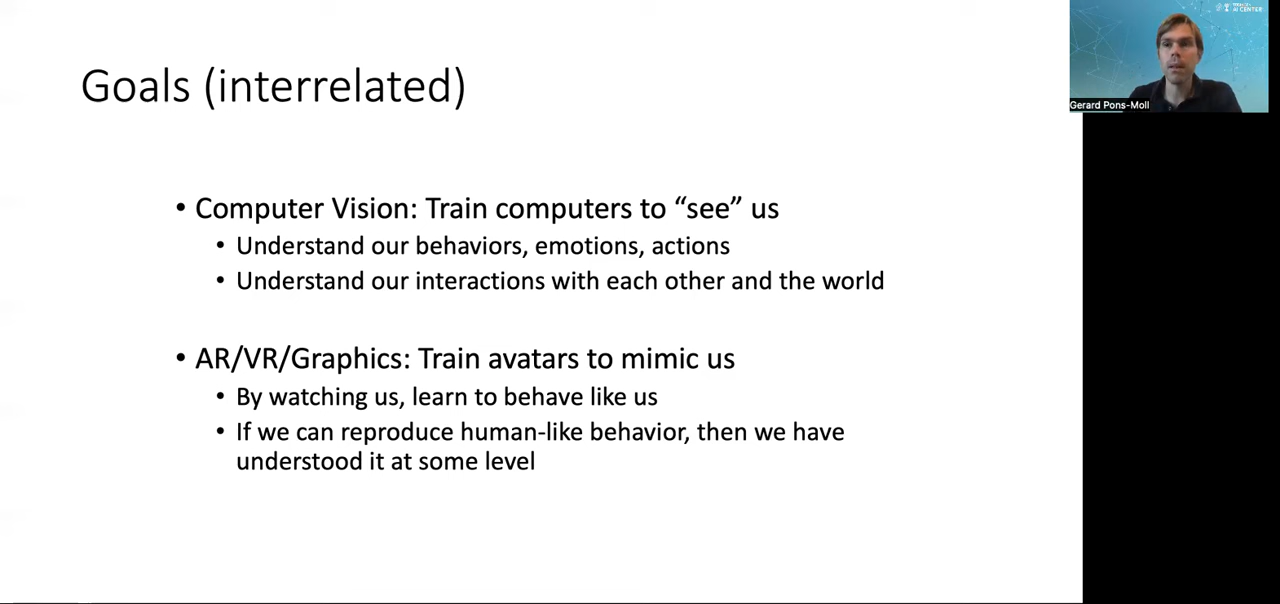 Goals (interrelated)
• Computer Vision: Train computers to “see” us
• Understand our behaviors, emotions, actions
• Understand our interactions with each other and the world
• AR/VR/Graphics: Train avatars to mimic us
• By watching us, learn to behave like us
• If we can reproduce human-like behavior, then we have
understood it at some level
AI CENTER
Gerard Pons-Moll